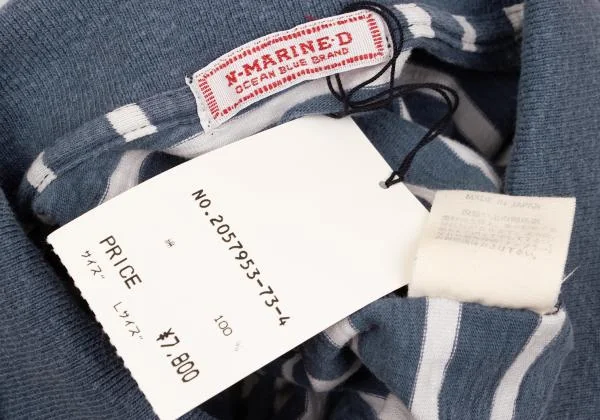 N-MARINE-D
OCEAN BLUE BRAND
NO.2057953-73-4
綿 100 %
PRICE ¥7,800
サイズ Lサイズ
MADE IN JAPAN